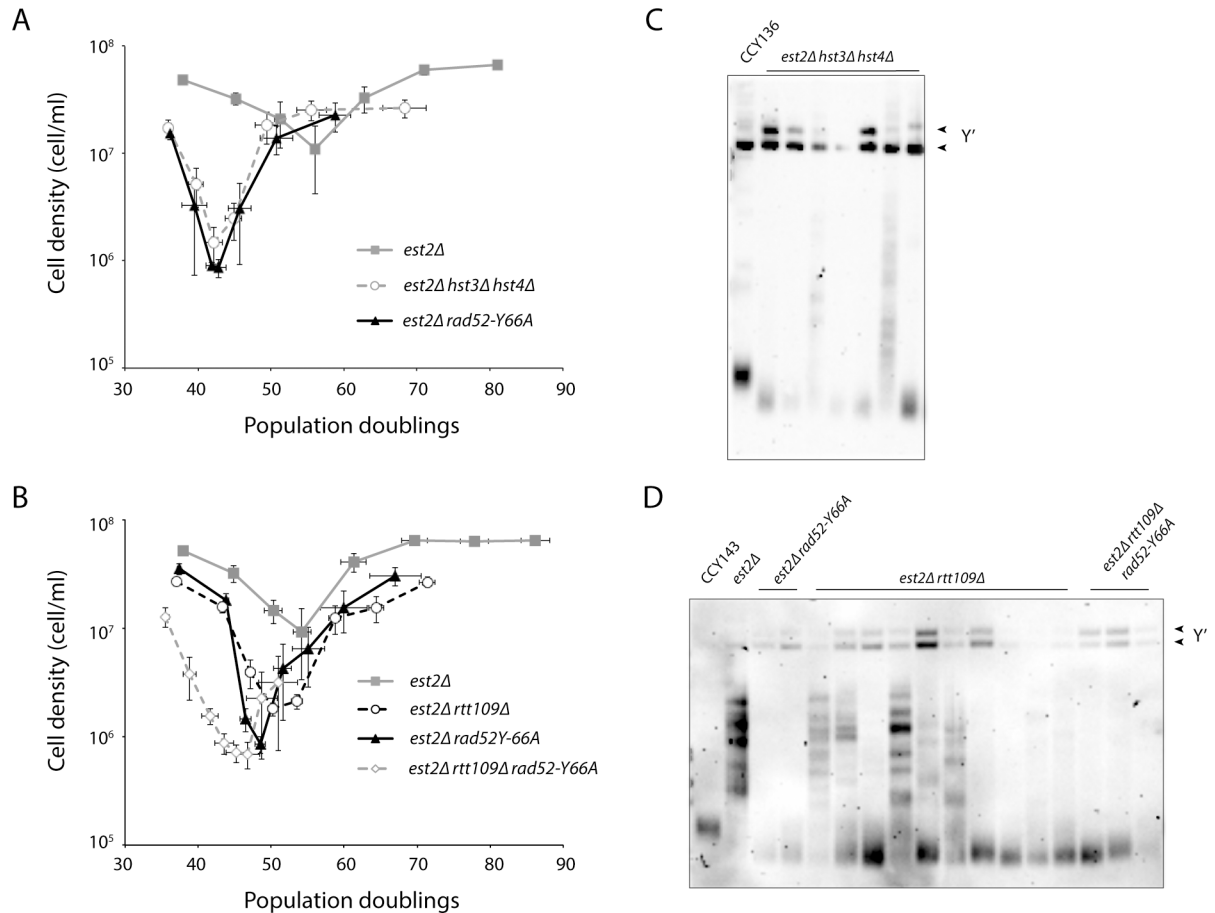 A
Cell density (cell/ml)
10⁸
10⁷
10⁶
10⁵
30 40 50 60 70 80 90
Population doublings
est2Δ
est2Δ hst3Δ hst4Δ
est2Δ rad52-Y66A
B
Cell density (cell/ml)
10⁸
10⁷
10⁶
10⁵
30 40 50 60 70 80 90
Population doublings
est2Δ
est2Δ rtt109Δ
est2Δ rad52Y-66A
est2Δ rtt109Δ rad52-Y66A
C
CCY136
est2Δ hst3Δ hst4Δ
Y'
D
CCY143
est2Δ
est2Δ rad52-Y66A
est2Δ rtt109Δ
est2Δ rtt109Δ
rad52-Y66A
Y'